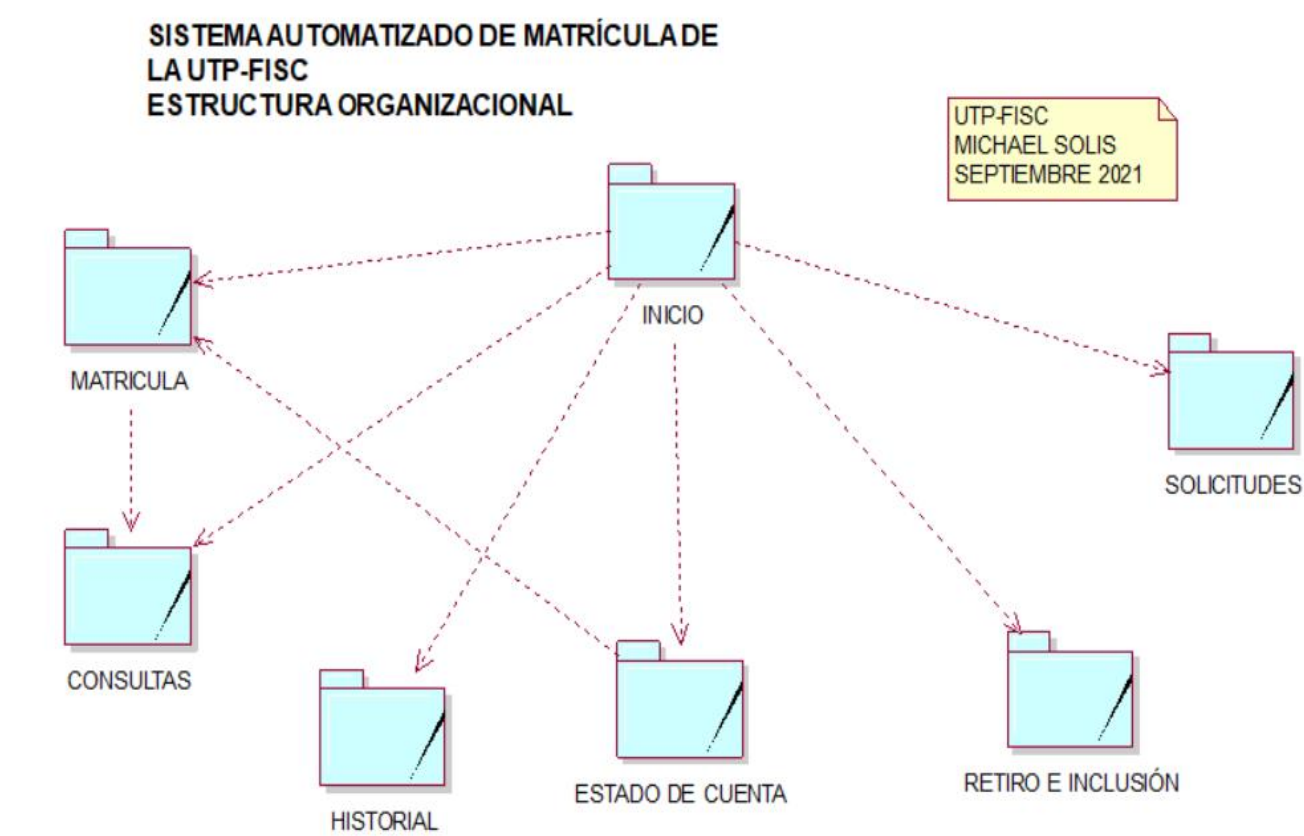 SISTEMA AUTOMATIZADO DE MATRÍCULA DE
LA UTP-FISC
ESTRUCTURA ORGANIZACIONAL
UTP-FISC
MICHAEL SOLIS
SEPTIEMBRE 2021
INICIO
MATRICULA
SOLICITUDES
CONSULTAS
HISTORIAL
ESTADO DE CUENTA
RETIRO E INCLUSIÓN